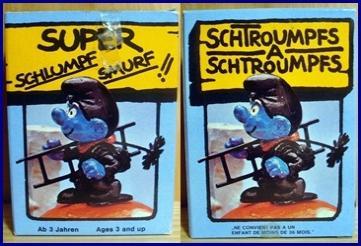 SUPER
SCHLUMPF SMURF!!
Ab 3 Jahren Ages 3 and up
SCHTROUMPFS
A
SCHTROUMPFS
"NE CONVIENT PAS A UN
ENFANT DE MOINS DE 36 MOIS."